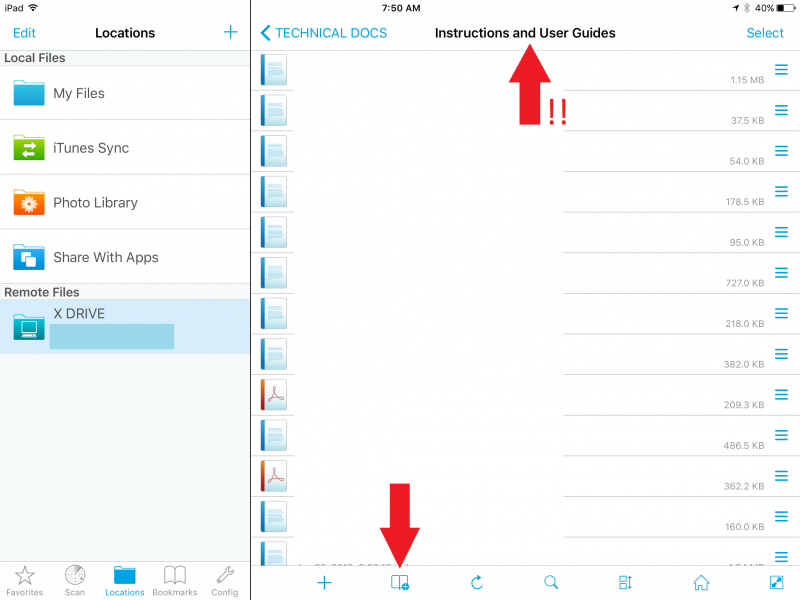 iPad 7:50 AM 40%
Edit Locations +
TECHNICAL DOCS Instructions and User Guides Select
Local Files
My Files
iTunes Sync
Photo Library
Share With Apps
Remote Files
X DRIVE
!!
1.15 MB
37.5 KB
54.0 KB
178.5 KB
95.0 KB
727.0 KB
218.0 KB
382.0 KB
209.3 KB
486.5 KB
362.2 KB
160.0 KB
Favorites Scan Locations Bookmarks Config